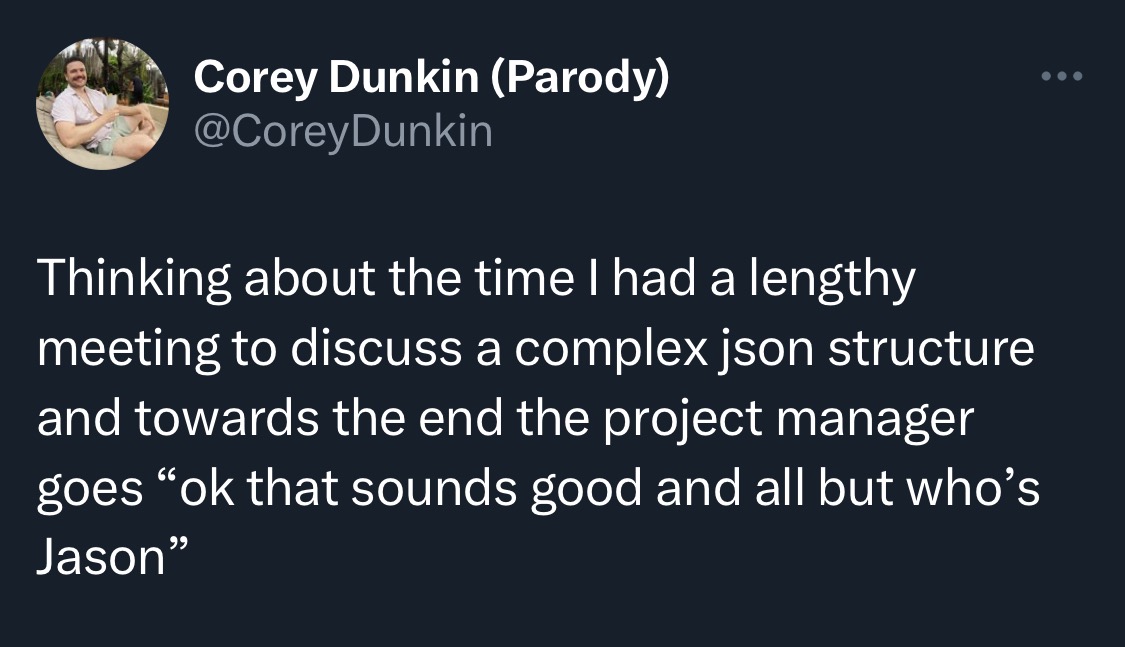 Corey Dunkin (Parody)
@CoreyDunkin
Thinking about the time I had a lengthy
meeting to discuss a complex json structure
and towards the end the project manager
goes “ok that sounds good and all but who’s
Jason”